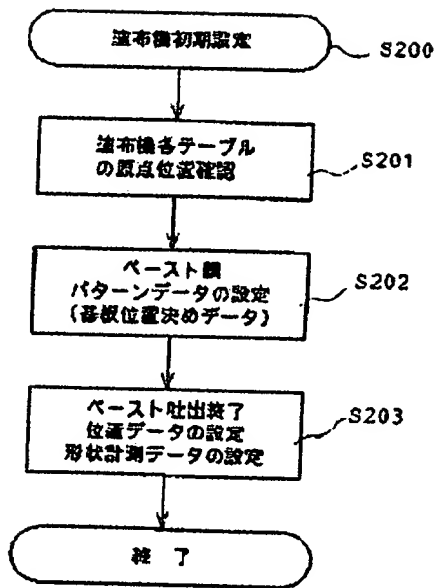 塗布機初期設定
S200
塗布機各テーブル
の原点位置確認
S201
ペースト膜
パターンデータの設定
(基板位置決めデータ)
S202
ペースト吐出終了
位置データの設定
形状計測データの設定
S203
終 了